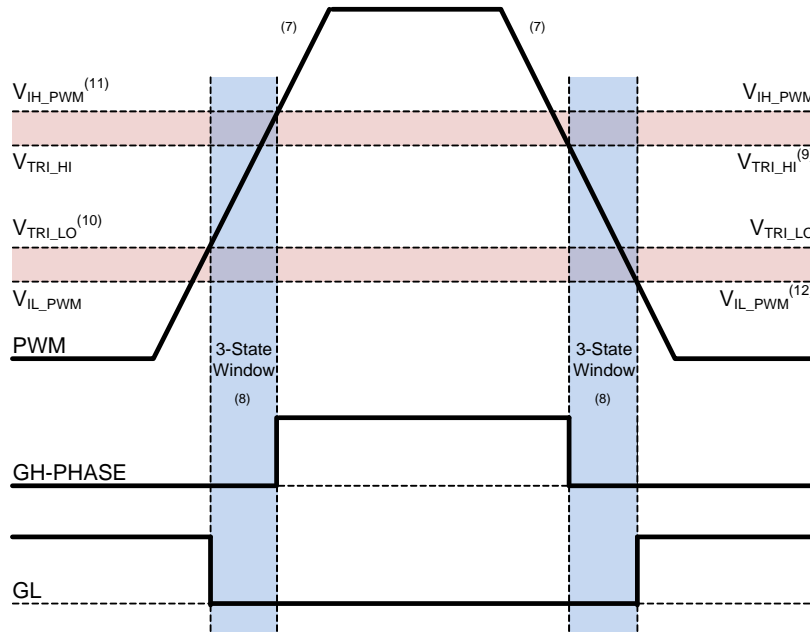 (7) (7)
V_IH_PWM(11) V_IH_PWM
V_TRI_HI V_TRI_HI(9
V_TRI_LO(10) V_TRI_LO
V_IL_PWM V_IL_PWM(12
PWM
3-State 3-State
Window Window
(8) (8)
GH-PHASE
GL